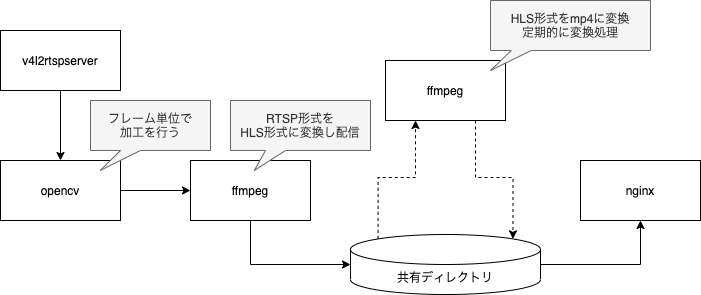 HLS形式をmp4に変換
定期的に変換処理
v4l2rtspserver
ffmpeg
フレーム単位で
加工を行う
RTSP形式を
HLS形式に変換し配信
opencv
ffmpeg
nginx
共有ディレクトリ